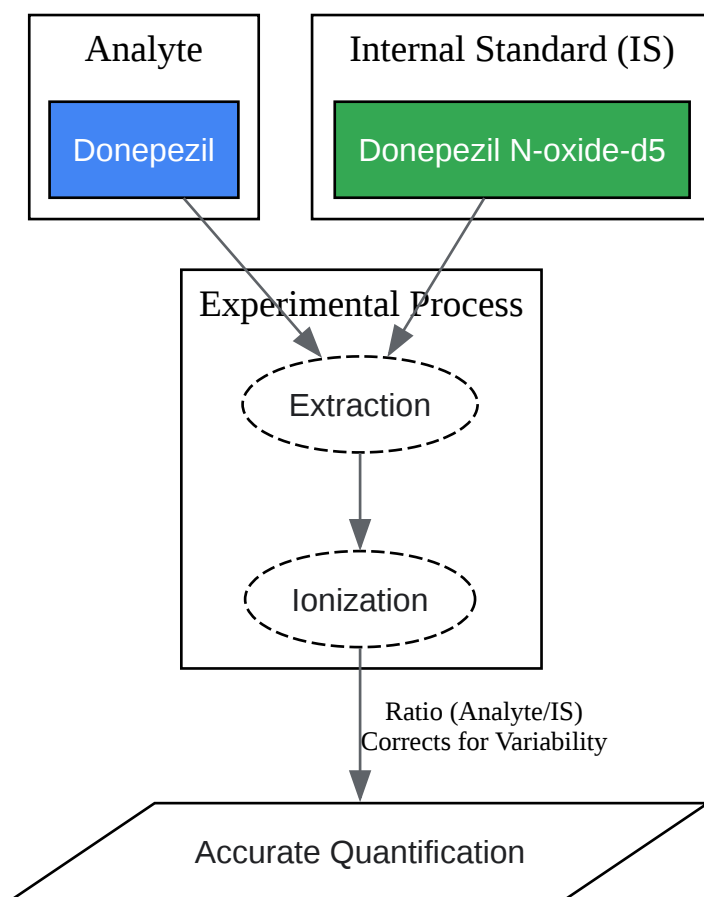 Analyte
Internal Standard (IS)
Donepezil
Donepezil N-oxide-d5
Experimental Process
Extraction
Ionization
Ratio (Analyte/IS)
Corrects for Variability
Accurate Quantification